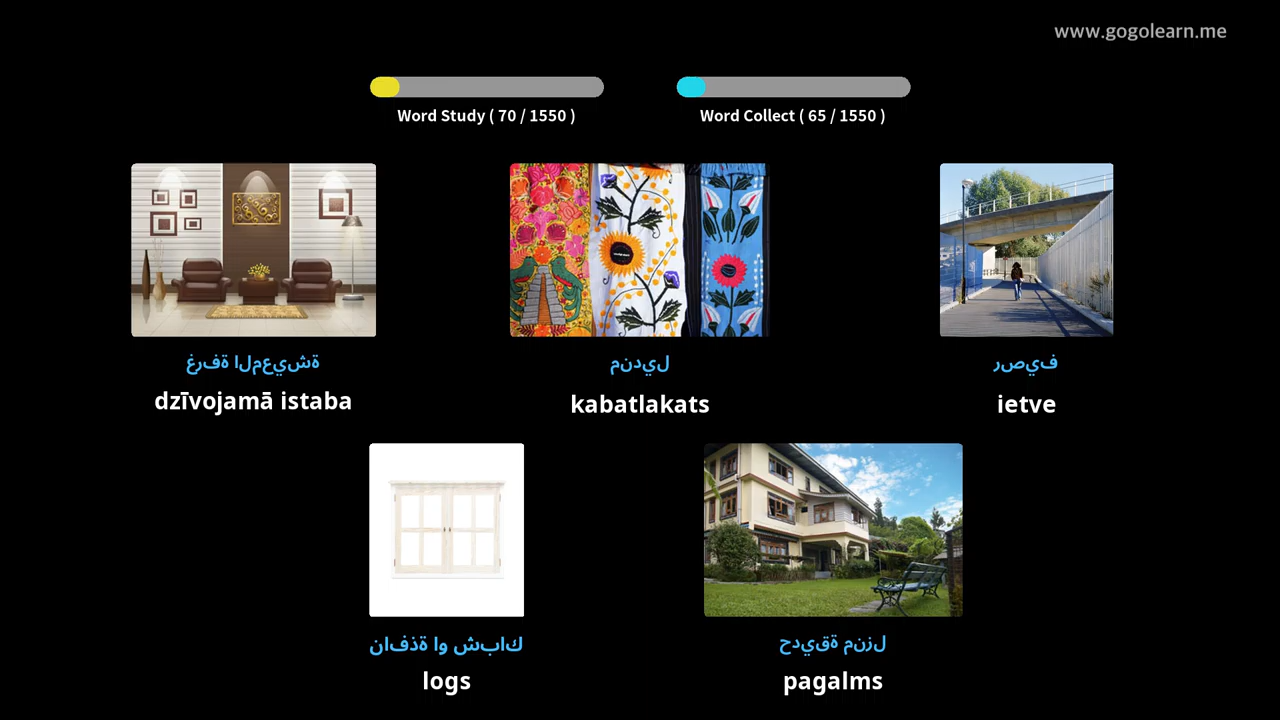 www.gogolearn.me
Word Study ( 70 / 1550 )
Word Collect ( 65 / 1550 )
غرفة المعيشة
dzīvojamā istaba
منديل
kabatlakats
رصيف
ietve
نافذة او شباك
logs
حديقة منزل
pagalms